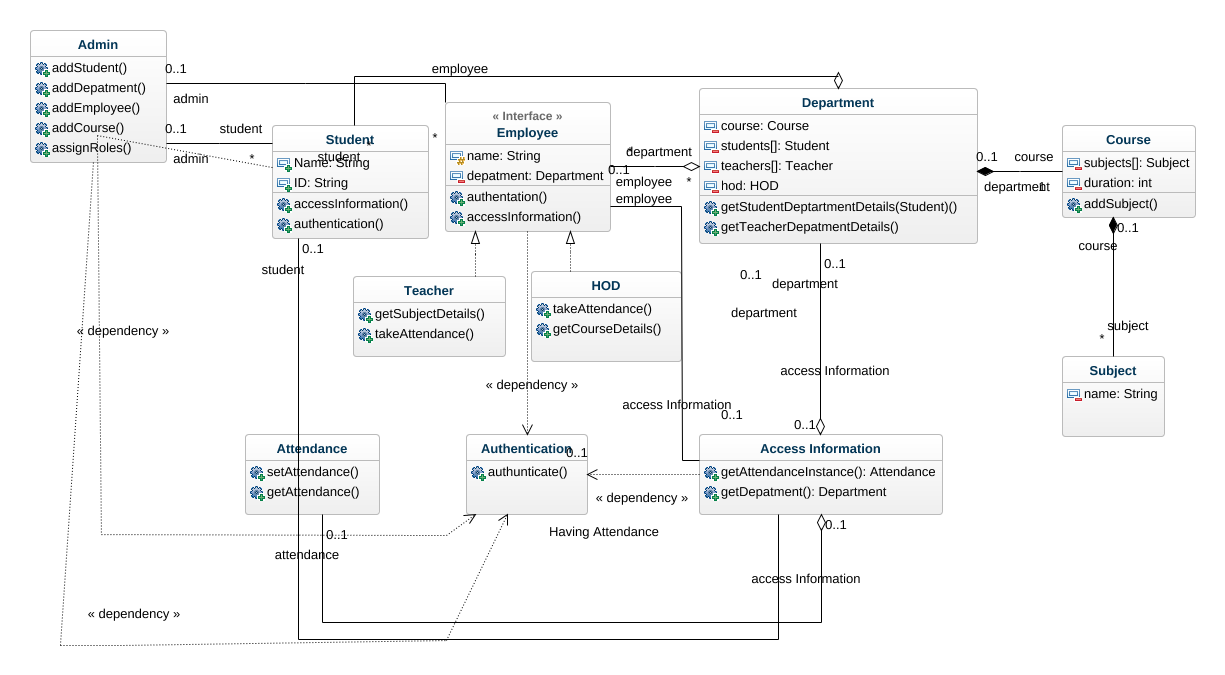 Admin
addStudent()
addDepatment()
addEmployee()
addCourse()
assignRoles()
0..1
admin
0..1
student
admin
*
employee
Student
student
*
Name: String
ID: String
accessInformation()
authentication()
0..1
student
*
« Interface »
Employee
name: String
depatment: Department
authentation()
accessInformation()
*
department
0..1
employee
*
employee
Department
course: Course
students[]: Student
teachers[]: Teacher
hod: HOD
getStudentDeptartmentDetails(Student)()
getTeacherDepatmentDetails()
0..1
course
department
1
Course
subjects[]: Subject
duration: int
addSubject()
0..1
course
subject
*
Subject
name: String
Teacher
getSubjectDetails()
takeAttendance()
HOD
takeAttendance()
getCourseDetails()
0..1
0..1
department
department
« dependency »
« dependency »
access Information
access Information
0..1
0..1
Attendance
setAttendance()
getAttendance()
Authentication
0..1
authunticate()
Access Information
getAttendanceInstance(): Attendance
getDepatment(): Department
« dependency »
0..1
attendance
Having Attendance
0..1
access Information
« dependency »